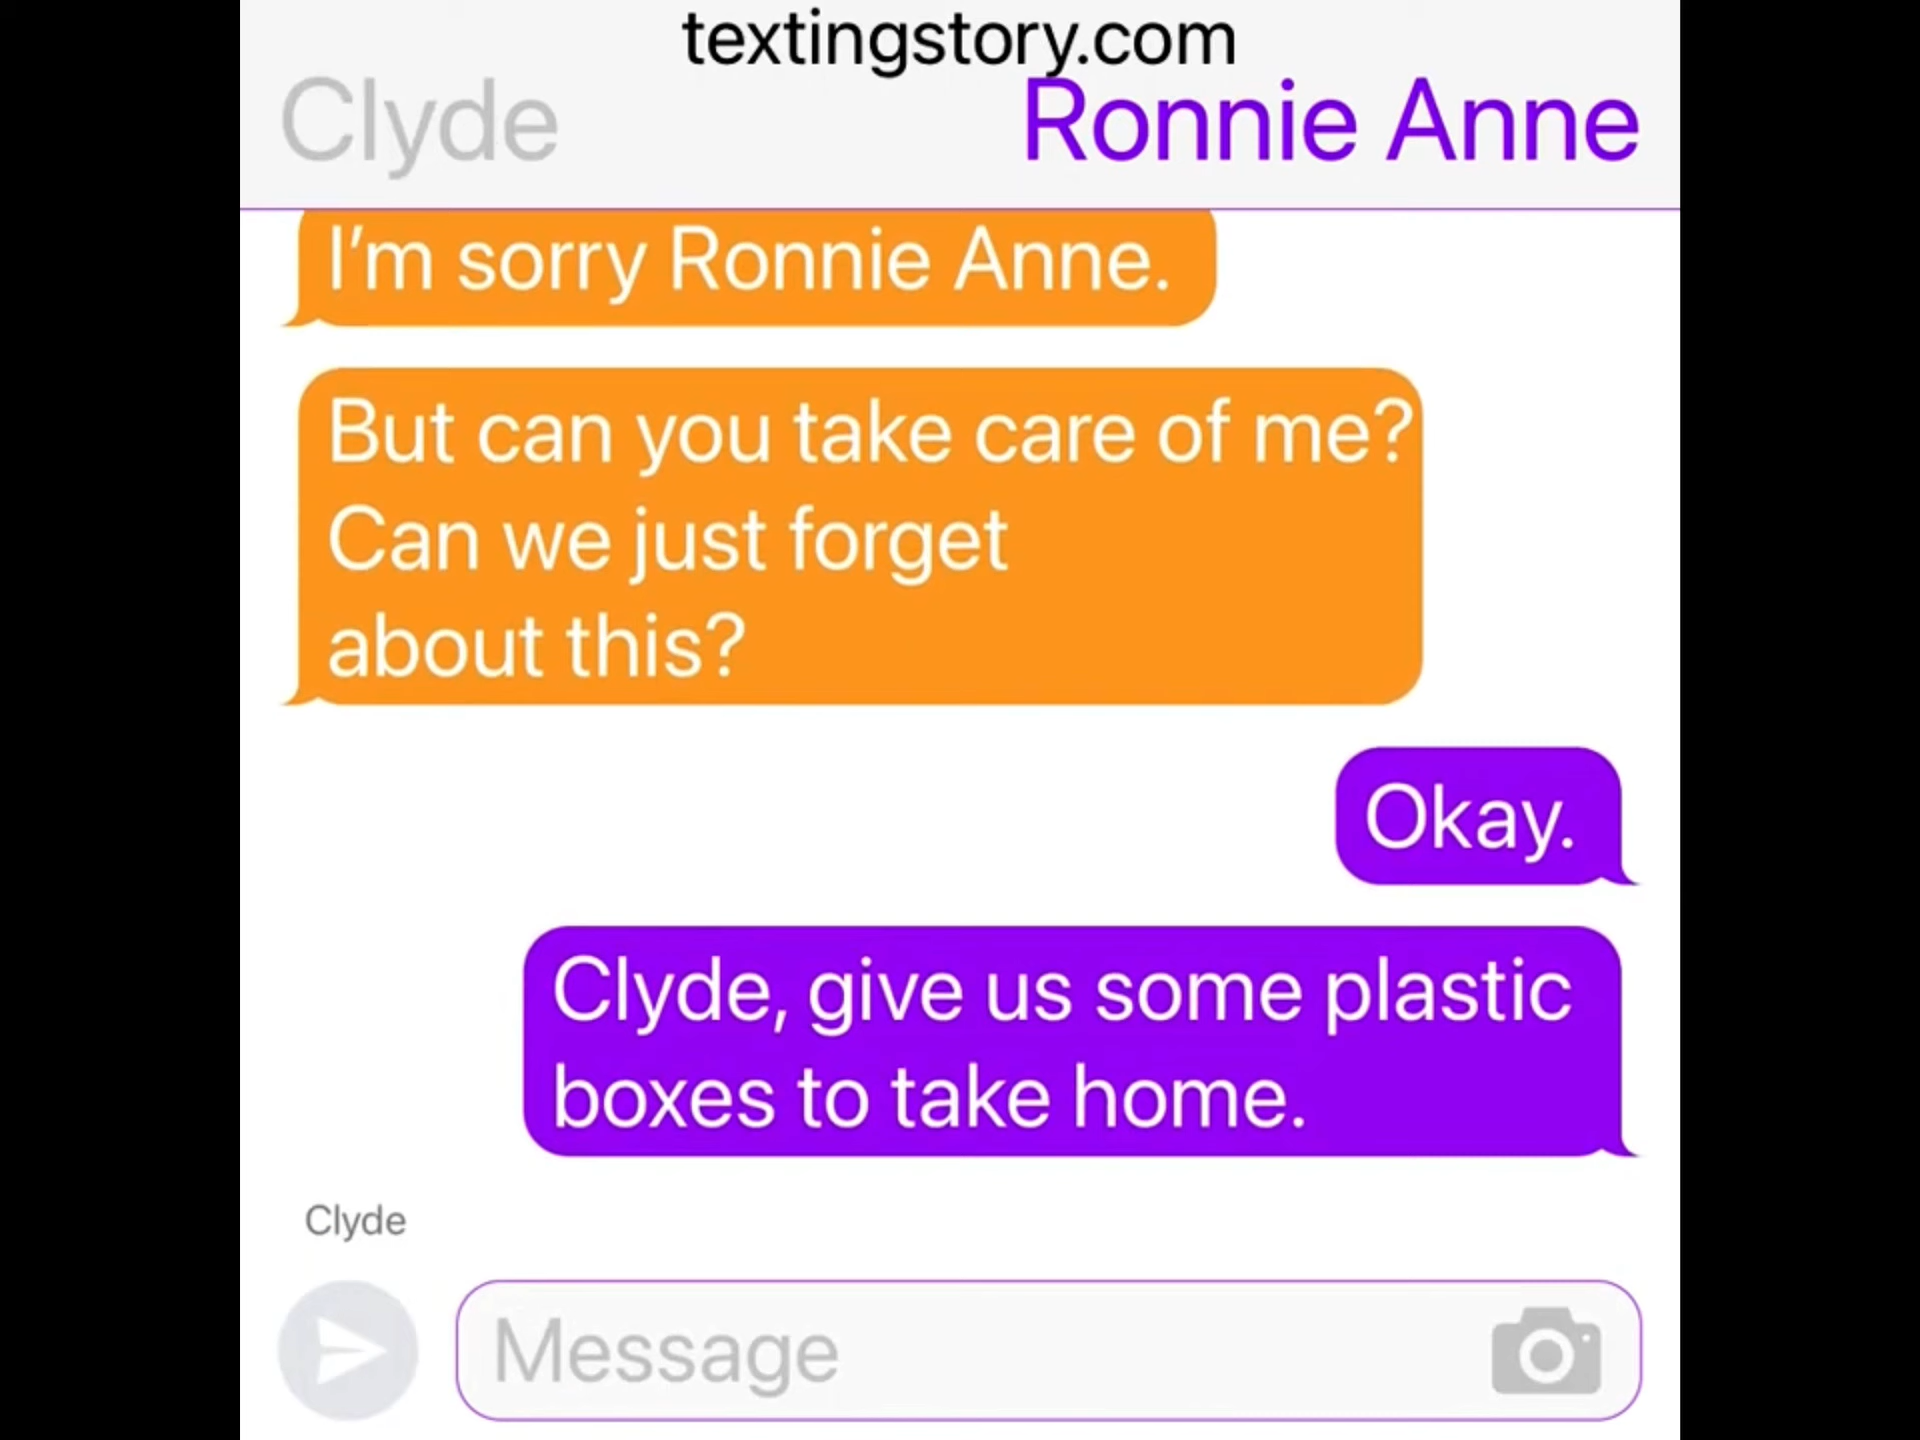 textingstory.com
Clyde
Ronnie Anne
I’m sorry Ronnie Anne.
But can you take care of me?
Can we just forget
about this?
Okay.
Clyde, give us some plastic
boxes to take home.
Clyde
Message